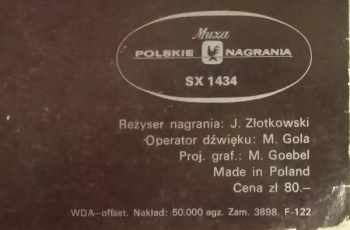 Muza
POLSKIE NAGRANIA
SX 1434
Reżyser nagrania: J. Złotkowski
Operator dźwięku: M. Gola
Proj. graf.: M. Goebel
Made in Poland
Cena zł 80.—
WDA—offset. Nakład: 50.000 egz. Zam. 3898. F-122